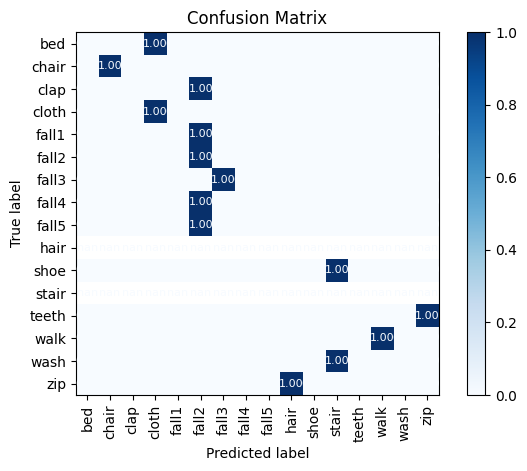 Confusion Matrix
True label
bed 1.00
chair 1.00
clap 1.00
cloth 1.00
fall1 1.00
fall2 1.00
fall3 1.00
fall4 1.00
fall5 1.00
hair
shoe 1.00
stair
teeth 1.00
walk 1.00
wash 1.00
zip 1.00
bed chair clap cloth fall1 fall2 fall3 fall4 fall5 hair shoe stair teeth walk wash zip
Predicted label
1.0
0.8
0.6
0.4
0.2
0.0